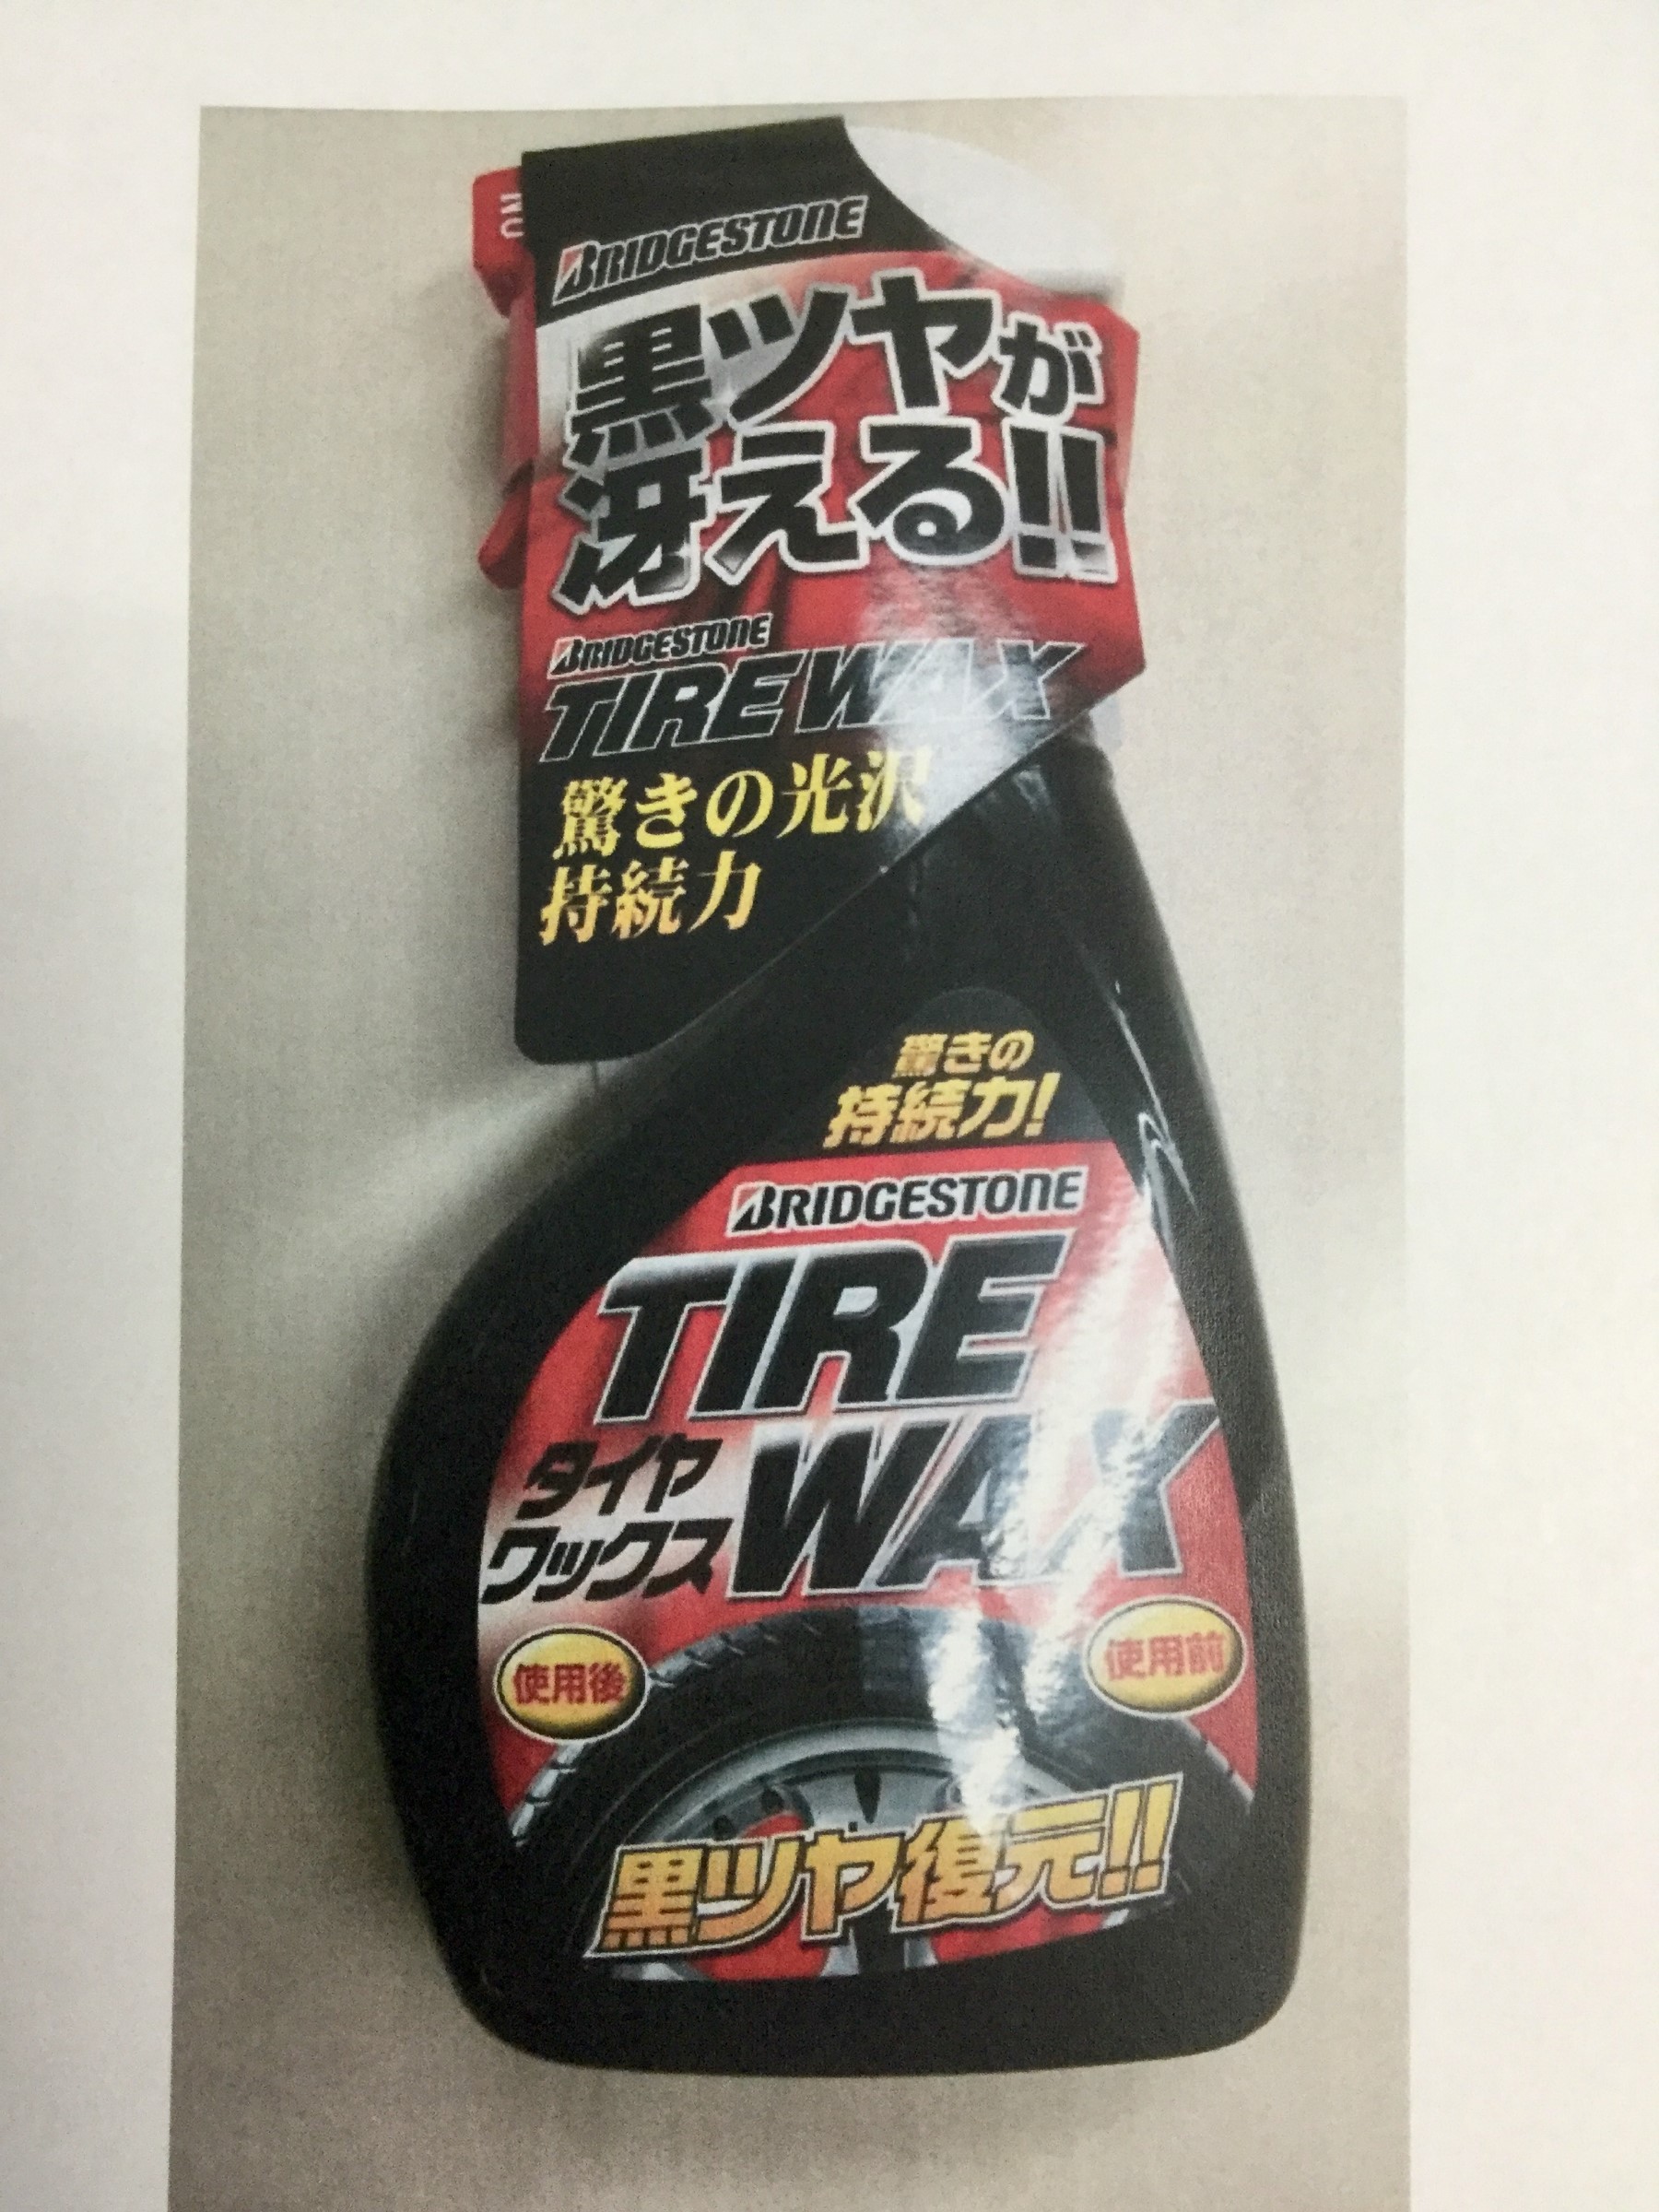 BRIDGESTONE
黒ツヤが
冴える!!
BRIDGESTONE
TIRE WAX
驚きの光沢
持続力
驚きの
持続力!
BRIDGESTONE
TIRE
タイヤ
ワックス
WAX
使用後
使用前
黒ツヤ復元!!